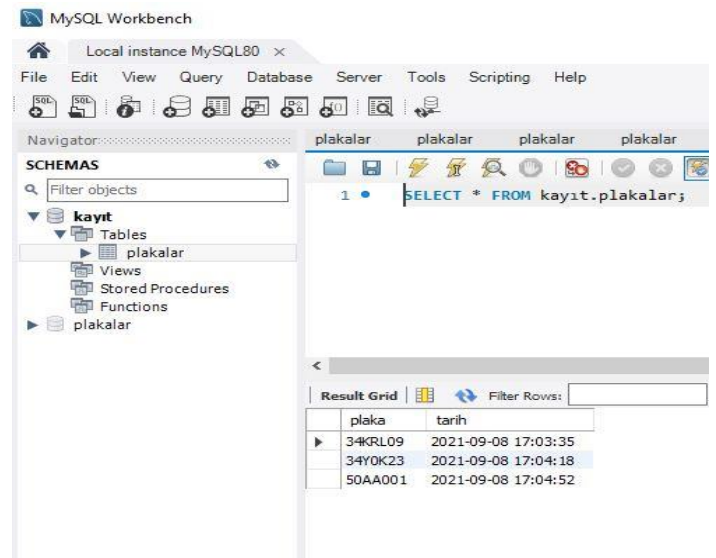 MySQL Workbench
Local instance MySQL80 ×
File Edit View Query Database Server Tools Scripting Help
Navigator
plakalar plakalar plakalar plakalar
SCHEMAS
Filter objects
1 SELECT * FROM kayıt.plakalar;
kayıt
Tables
plakalar
Views
Stored Procedures
Functions
plakalar
Result Grid Filter Rows:
plaka tarih
34KRL09 2021-09-08 17:03:35
34Y0K23 2021-09-08 17:04:18
50AA001 2021-09-08 17:04:52